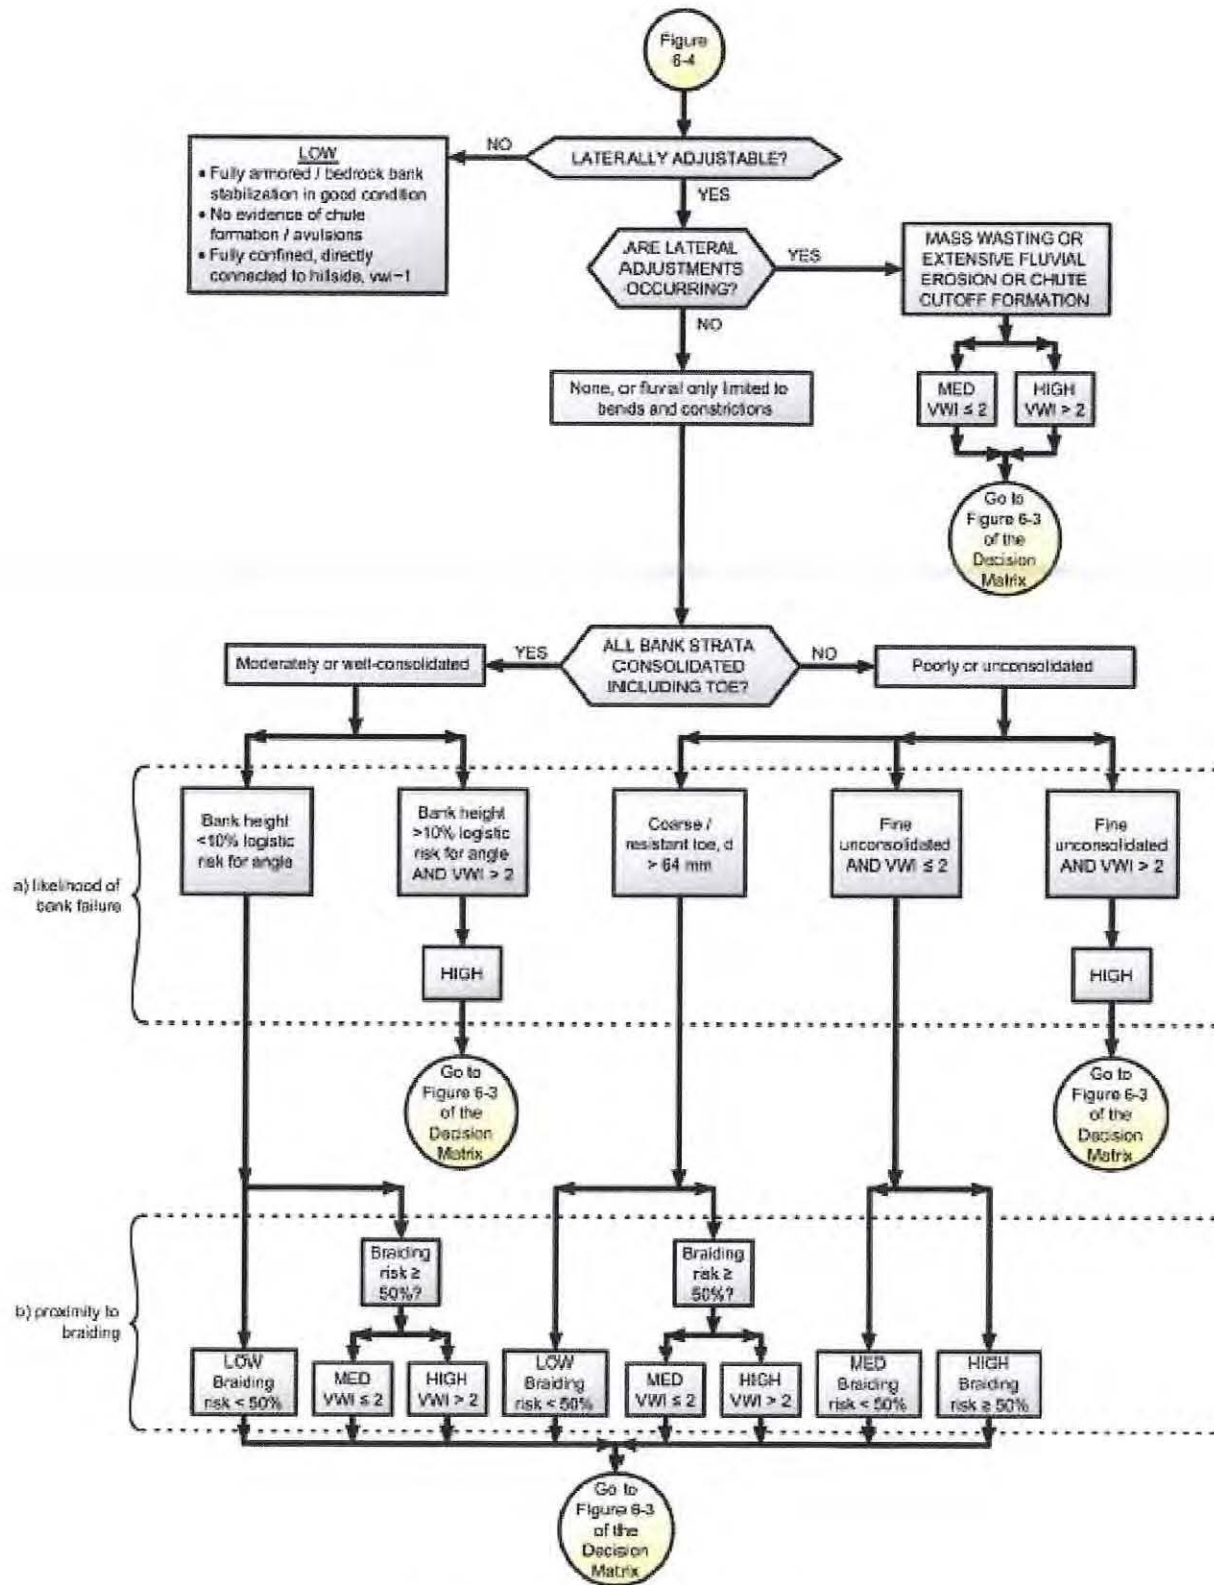 Figure
6-4
LATERALLY ADJUSTABLE?
NO
YES
LOW
• Fully armored / bedrock bank
stabilization in good condition
• No evidence of chute
formation / avulsions
• Fully confined, directly
connected to hillside, vwi~1
ARE LATERAL
ADJUSTMENTS
OCCURRING?
YES
NO
MASS WASTING OR
EXTENSIVE FLUVIAL
EROSION OR CHUTE
CUTOFF FORMATION
MED
VWI ≤ 2
HIGH
VWI > 2
Go to
Figure 6-3
of the
Decision
Matrix
None, or fluvial only limited to
bends and constrictions
ALL BANK STRATA
CONSOLIDATED
INCLUDING TOE?
YES
NO
Moderately or well-consolidated
Poorly or unconsolidated
a) likelihood of
bank failure
Bank height
<10% logistic
risk for angle
Bank height
>10% logistic
risk for angle
AND VWI > 2
Coarse /
resistant toe, d
> 64 mm
Fine
unconsolidated
AND VWI ≤ 2
Fine
unconsolidated
AND VWI > 2
HIGH
HIGH
Go to
Figure 6-3
of the
Decision
Matrix
Go to
Figure 6-3
of the
Decision
Matrix
b) proximity to
braiding
Braiding
risk ≥
50%?
Braiding
risk ≥
50%?
LOW
Braiding
risk < 50%
MED
VWI ≤ 2
HIGH
VWI > 2
LOW
Braiding
risk < 50%
MED
VWI ≤ 2
HIGH
VWI > 2
MED
Braiding
risk < 50%
HIGH
Braiding
risk ≥ 50%
Go to
Figure 6-3
of the
Decision
Matrix